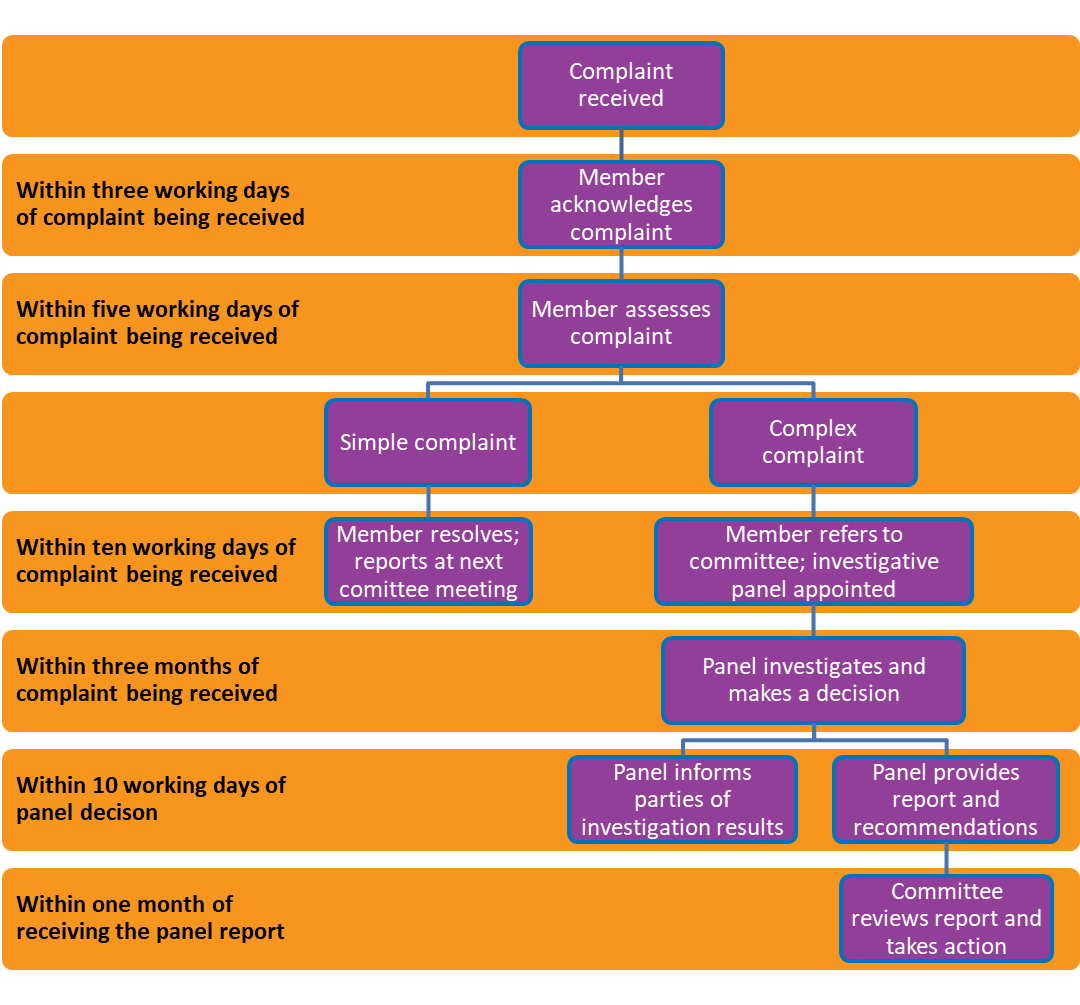 Complaint
received
Within three working days
of complaint being received
Member
acknowledges
complaint
Within five working days of
complaint being received
Member assesses
complaint
Simple complaint
Complex
complaint
Within ten working days of
complaint being received
Member resolves;
reports at next
comittee meeting
Member refers to
committee; investigative
panel appointed
Within three months of
complaint being received
Panel investigates and
makes a decision
Within 10 working days of
panel decison
Panel informs
parties of
investigation results
Panel provides
report and
recommendations
Within one month of
receiving the panel report
Committee
reviews report and
takes action